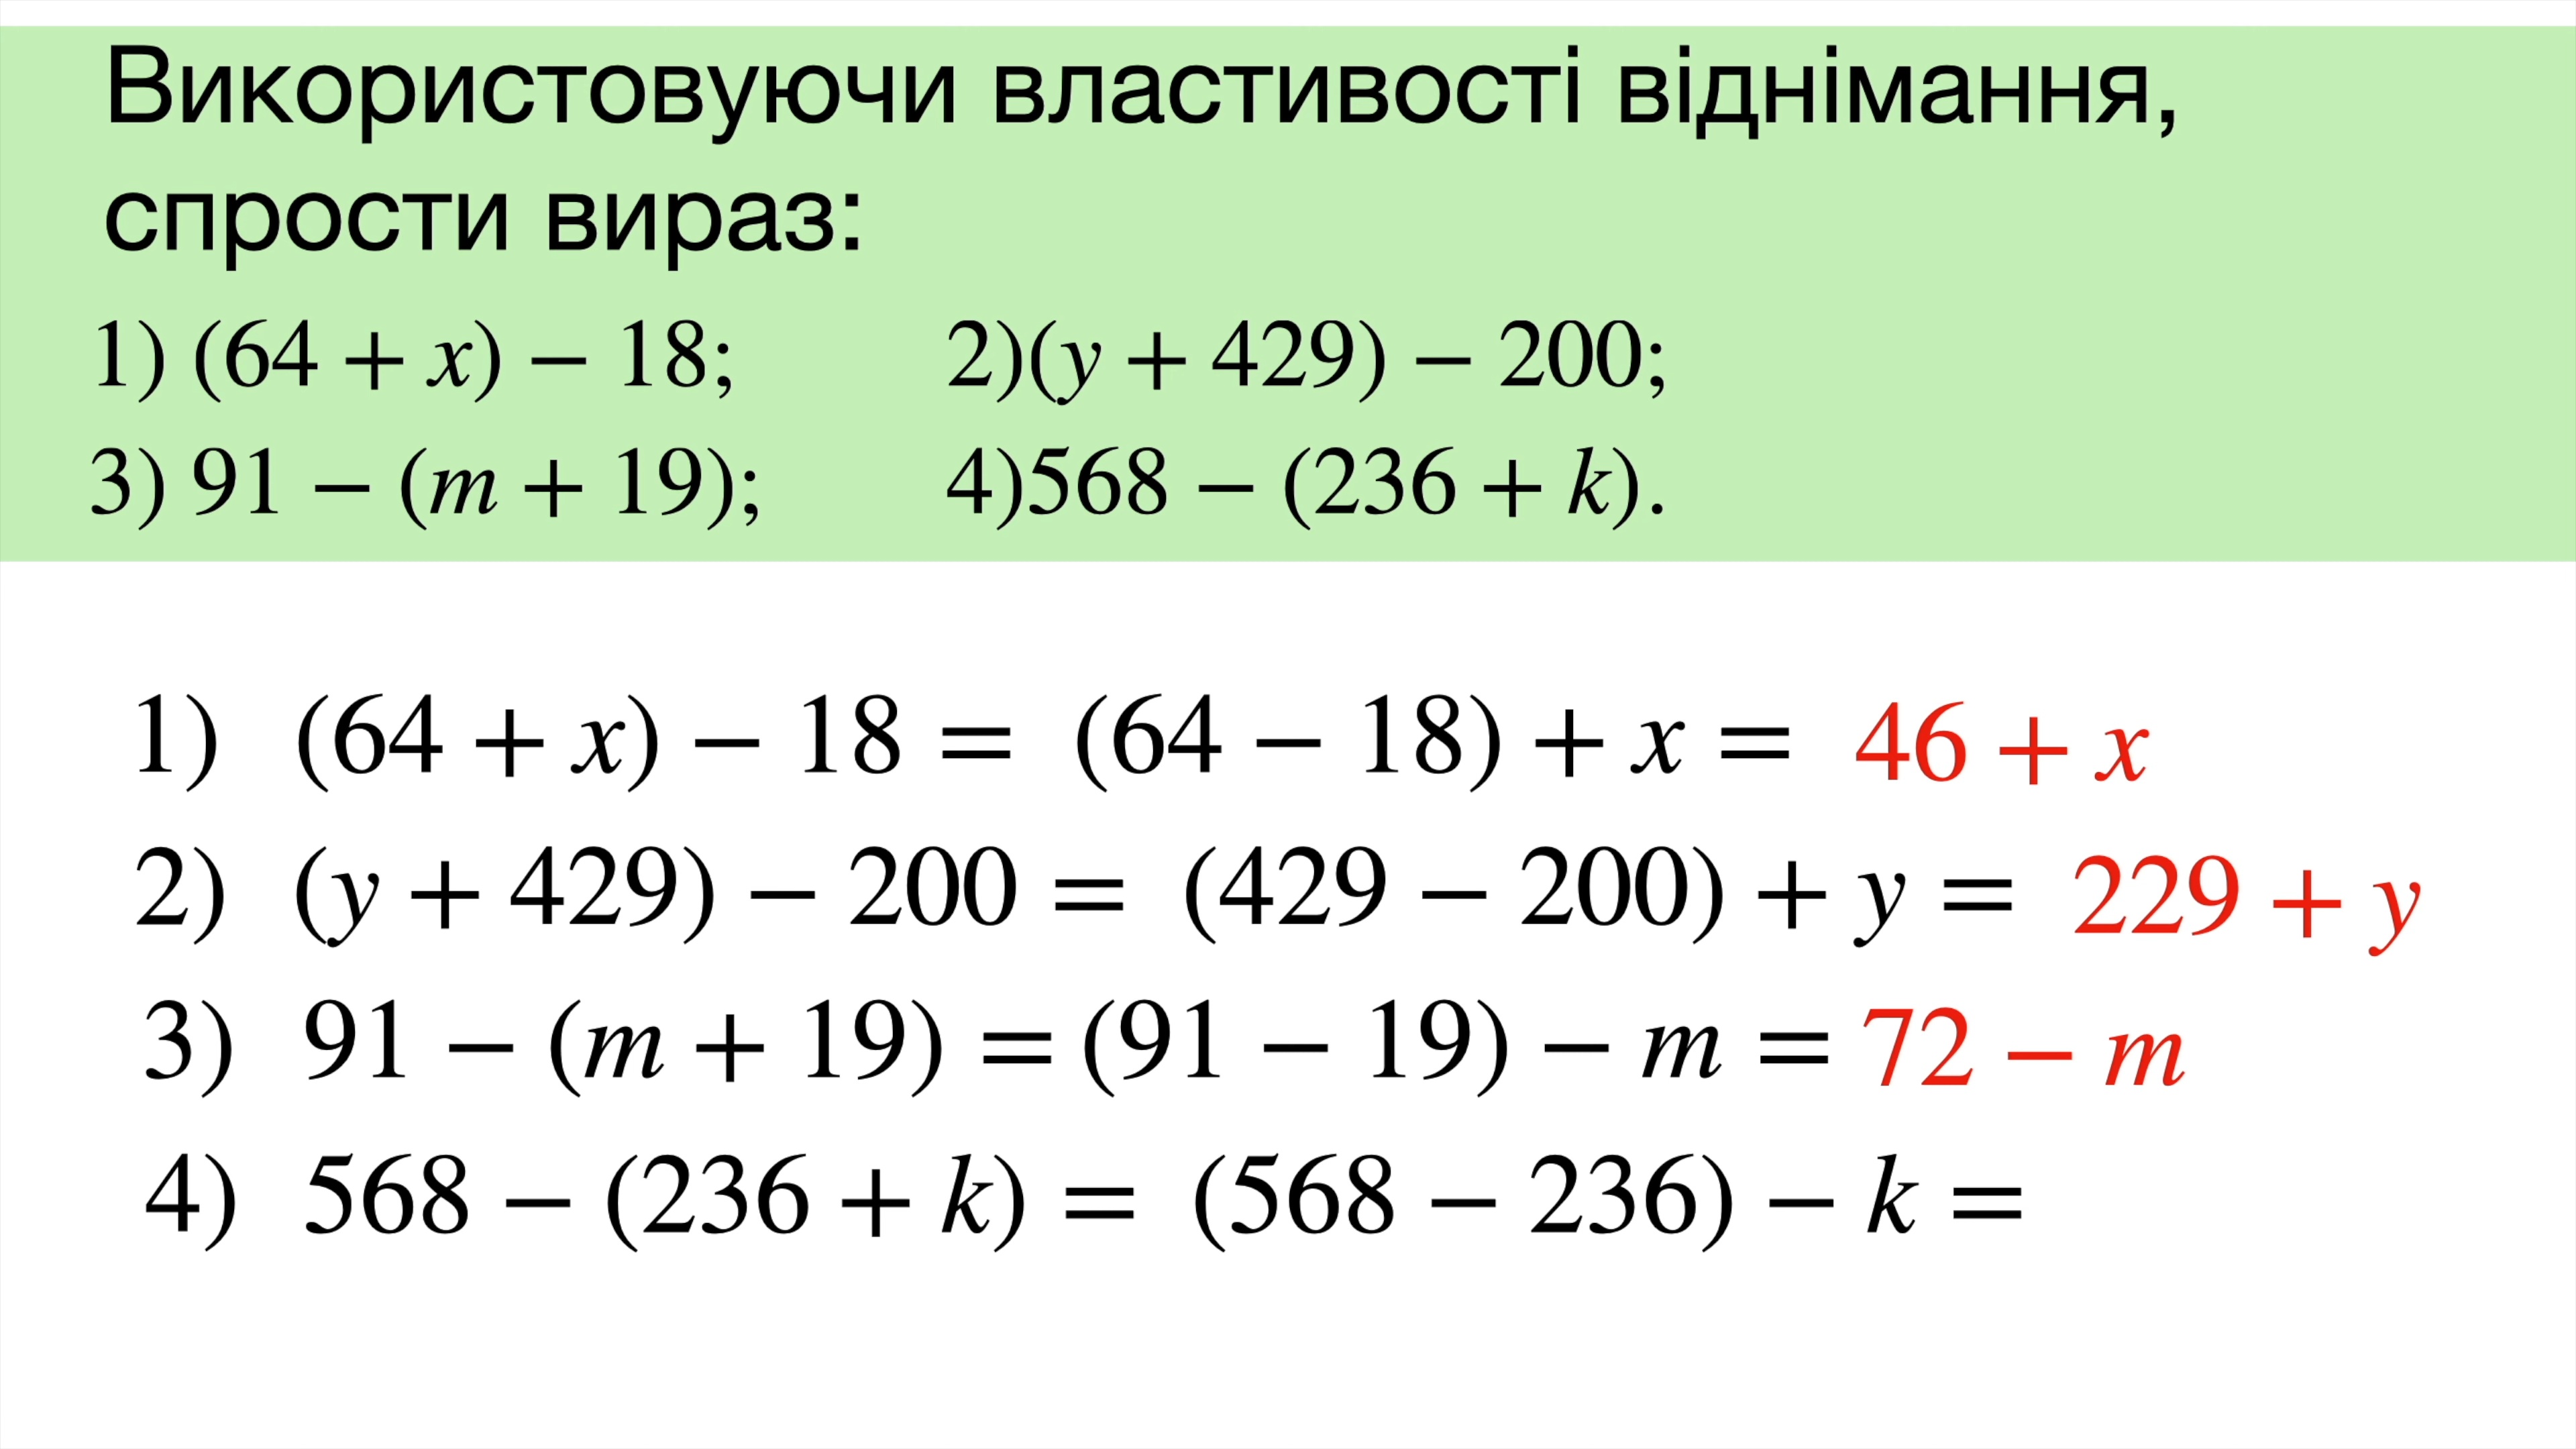 Використовуючи властивості віднімання,
спрости вираз:
1) (64 + x) − 18; 2)(y + 429) − 200;
3) 91 − (m + 19); 4)568 − (236 + k).
1) (64 + x) − 18 = (64 − 18) + x = 46 + x
2) (y + 429) − 200 = (429 − 200) + y = 229 + y
3) 91 − (m + 19) = (91 − 19) − m = 72 − m
4) 568 − (236 + k) = (568 − 236) − k =